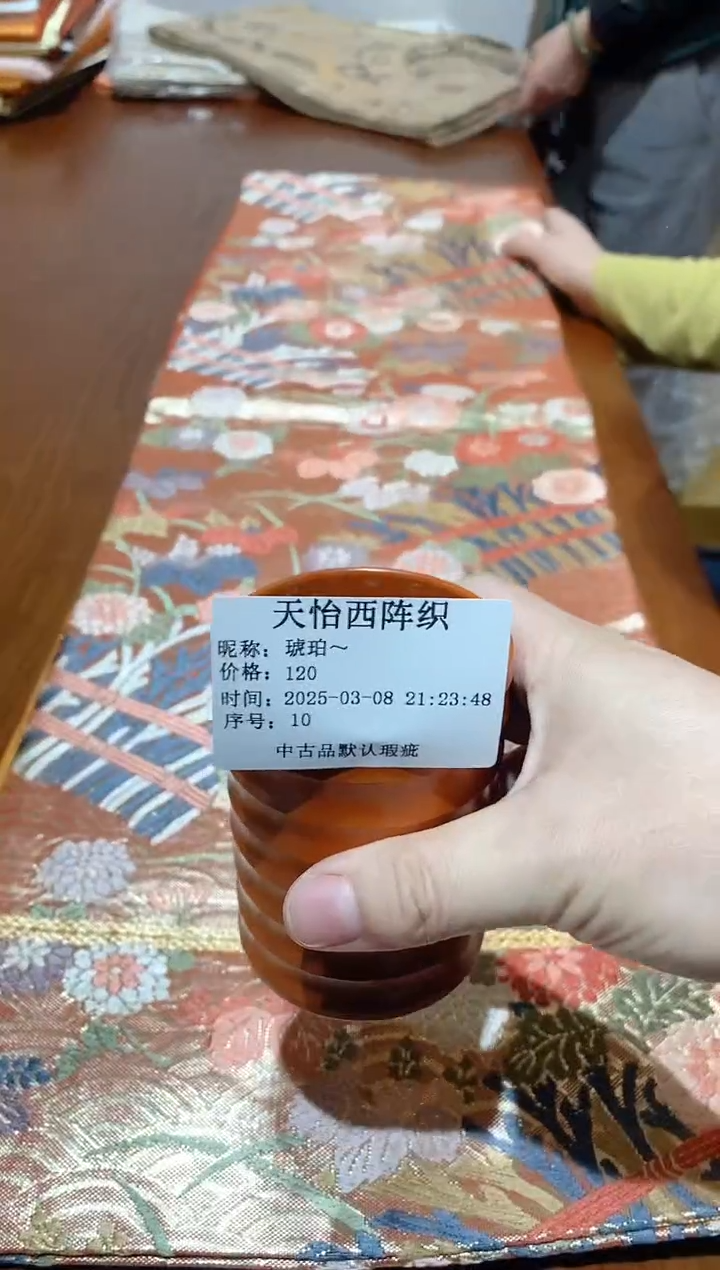 天怡西阵织
昵称：琥珀～
价格：120
时间：2025-03-08 21:23:48
序号：10
中古品默认瑕疵